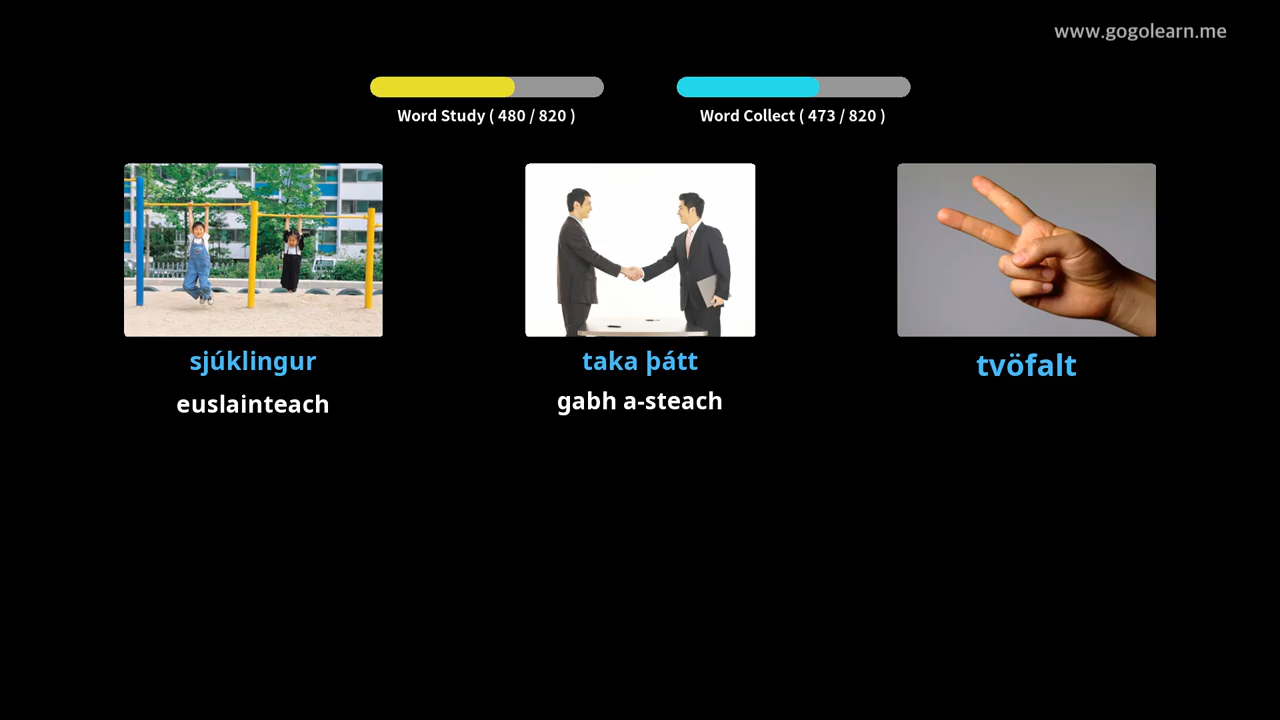 www.gogolearn.me
Word Study ( 480 / 820 )
Word Collect ( 473 / 820 )
sjúklingur
euslainteach
taka þátt
gabh a-steach
tvöfalt